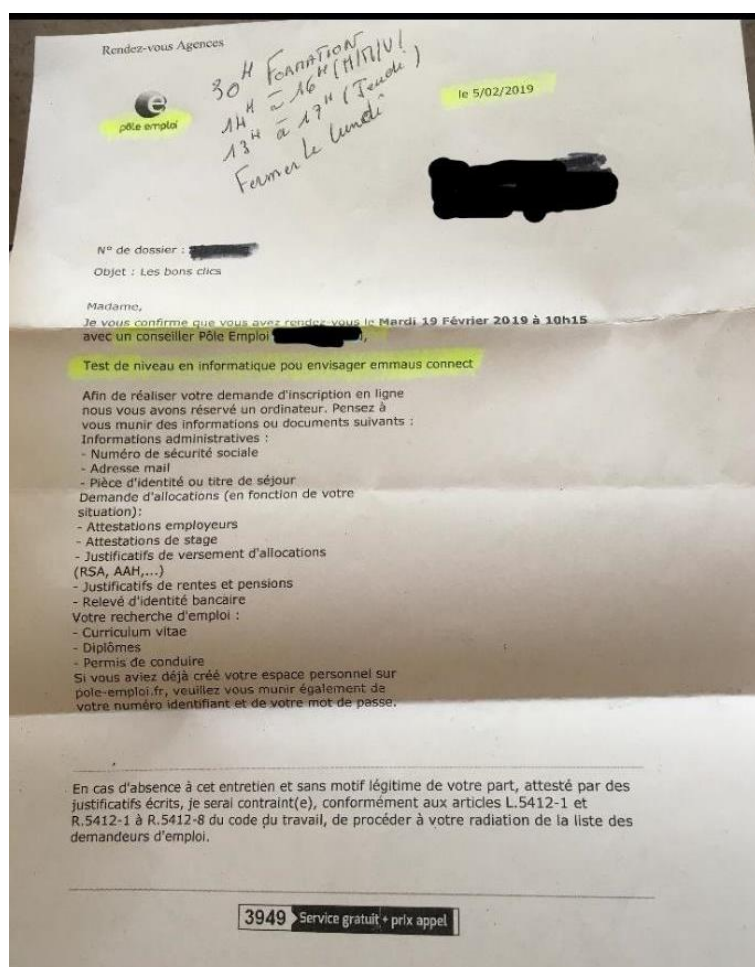 Rendez-vous Agences
30H FORMATION
14H à 16H (M/M/V)
13H à 17H (Jeudi)
Fermer le lundi
pôle emploi
le 5/02/2019
N° de dossier :
Objet : Les bons clics
Madame,
Je vous confirme que vous avez rendez-vous le Mardi 19 Février 2019 à 10h15
avec un conseiller Pôle Emploi
Test de niveau en informatique pou envisager emmaus connect
Afin de réaliser votre demande d'inscription en ligne
nous vous avons réservé un ordinateur. Pensez à
vous munir des informations ou documents suivants :
Informations administratives :
- Numéro de sécurité sociale
- Adresse mail
- Pièce d'identité ou titre de séjour
Demande d'allocations (en fonction de votre
situation):
- Attestations employeurs
- Attestations de stage
- Justificatifs de versement d'allocations
(RSA, AAH,...)
- Justificatifs de rentes et pensions
- Relevé d'identité bancaire
Votre recherche d'emploi :
- Curriculum vitae
- Diplômes
- Permis de conduire
Si vous aviez déjà créé votre espace personnel sur
pole-emploi.fr, veuillez vous munir également de
votre numéro identifiant et de votre mot de passe.
En cas d'absence à cet entretien et sans motif légitime de votre part, attesté par des
justificatifs écrits, je serai contraint(e), conformément aux articles L.5412-1 et
R.5412-1 à R.5412-8 du code du travail, de procéder à votre radiation de la liste des
demandeurs d'emploi.
3949 Service gratuit + prix appel